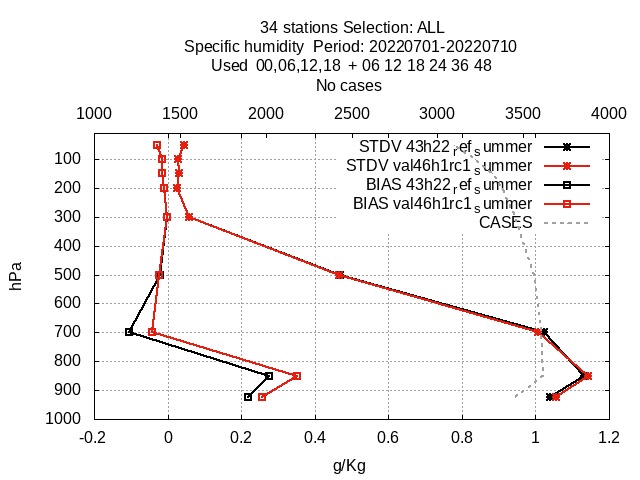 34 stations Selection: ALL
Specific humidity Period: 20220701-20220710
Used 00,06,12,18 + 06 12 18 24 36 48
No cases
1000 1500 2000 2500 3000 3500 4000
STDV 43h22_ref_summer
STDV val46h1rc1_summer
BIAS 43h22_ref_summer
BIAS val46h1rc1_summer
CASES
100
200
300
400
500
600
700
800
900
1000
hPa
-0.2 0 0.2 0.4 0.6 0.8 1 1.2
g/Kg